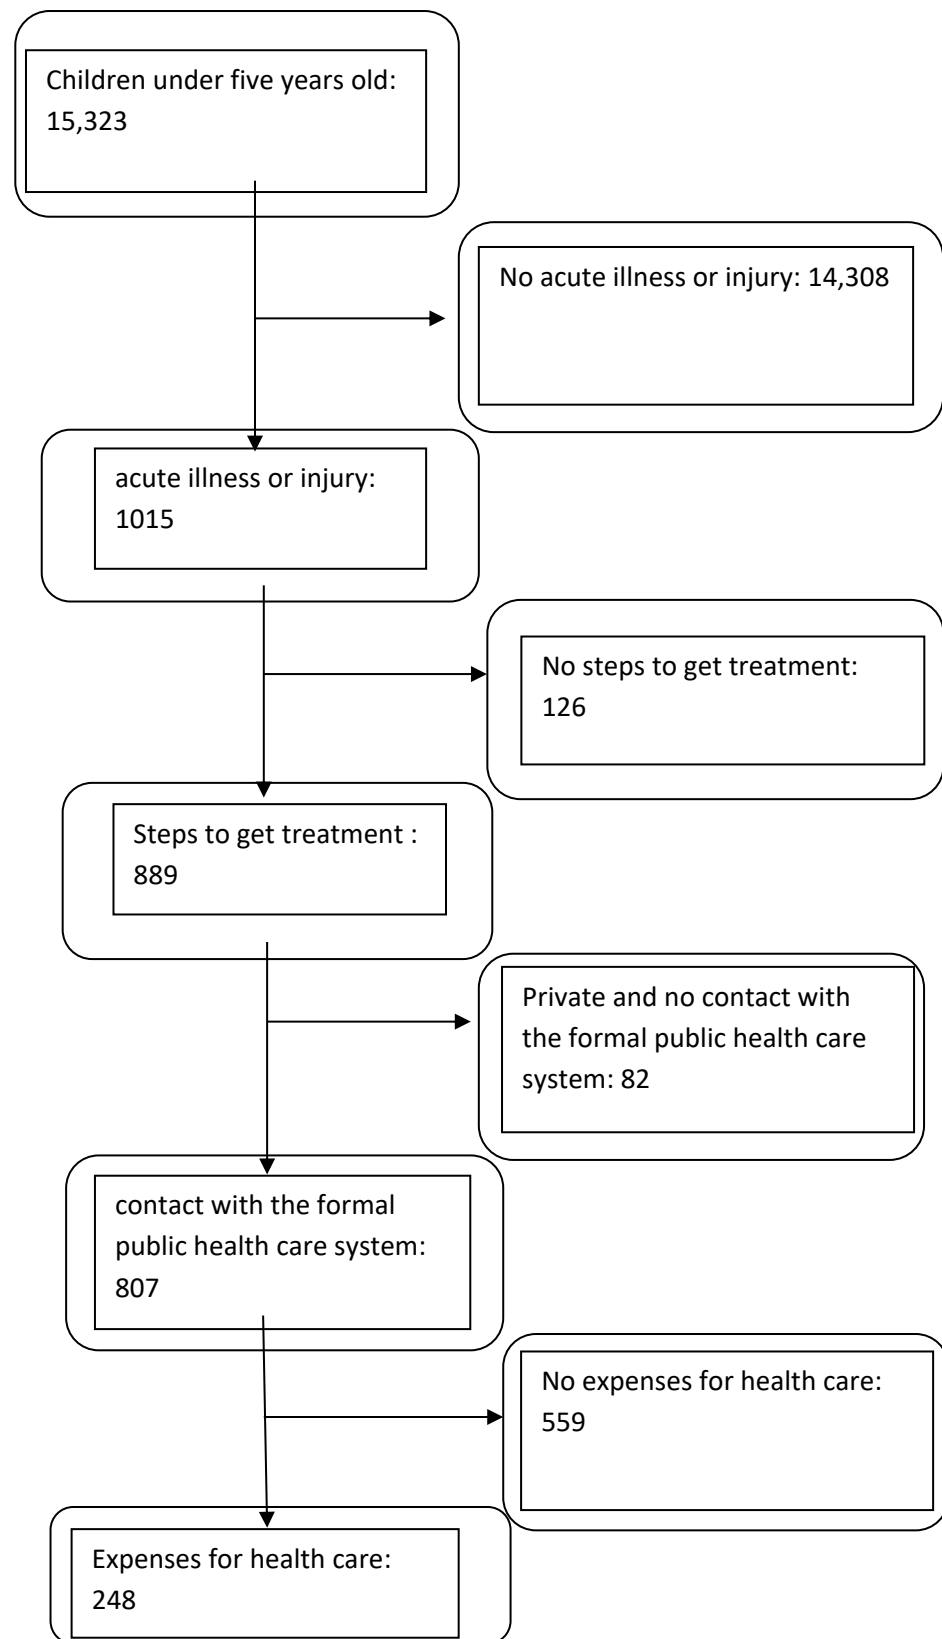 Children under five years old:
15,323
No acute illness or injury: 14,308
acute illness or injury:
1015
No steps to get treatment:
126
Steps to get treatment :
889
Private and no contact with
the formal public health care
system: 82
contact with the formal
public health care system:
807
No expenses for health care:
559
Expenses for health care:
248